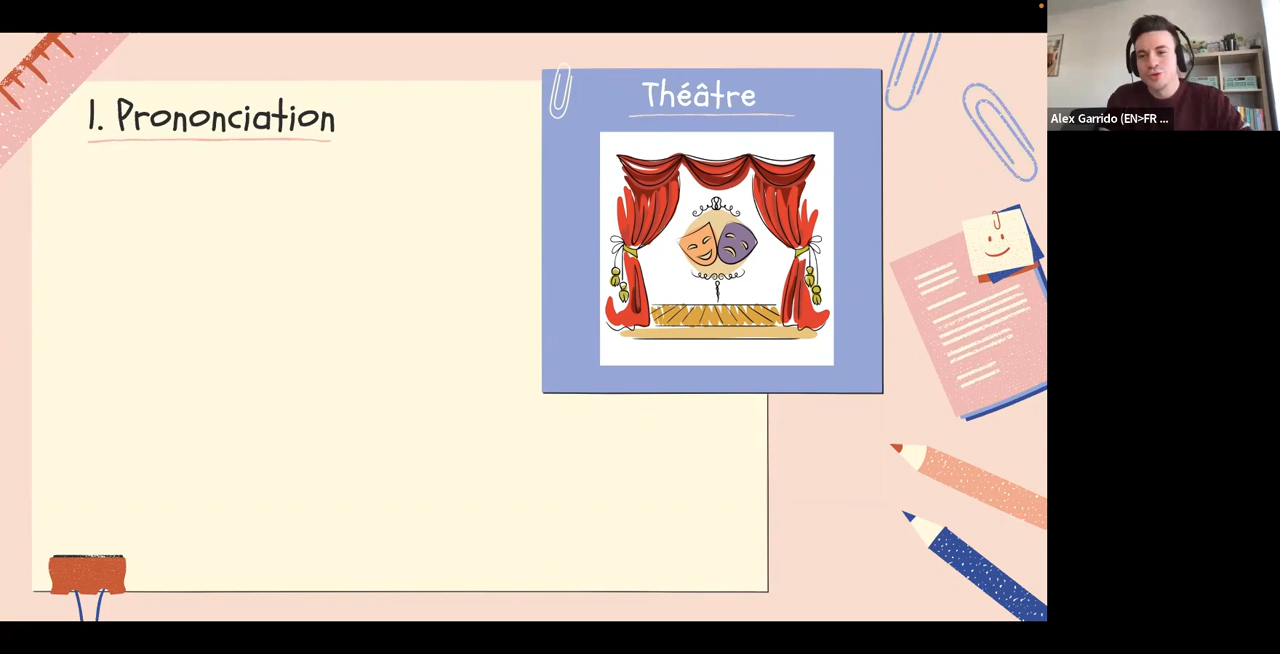 1. Prononciation
Théâtre
Alex Garrido (EN>FR ...